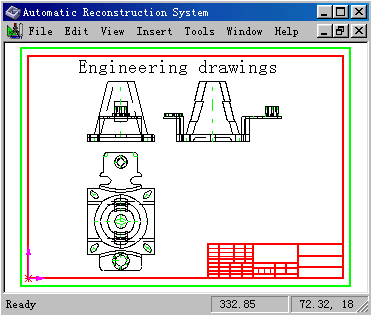 Automatic Reconstruction System
File Edit View Insert Tools Window Help
Engineering drawings
Ready 332.85 72.32, 18